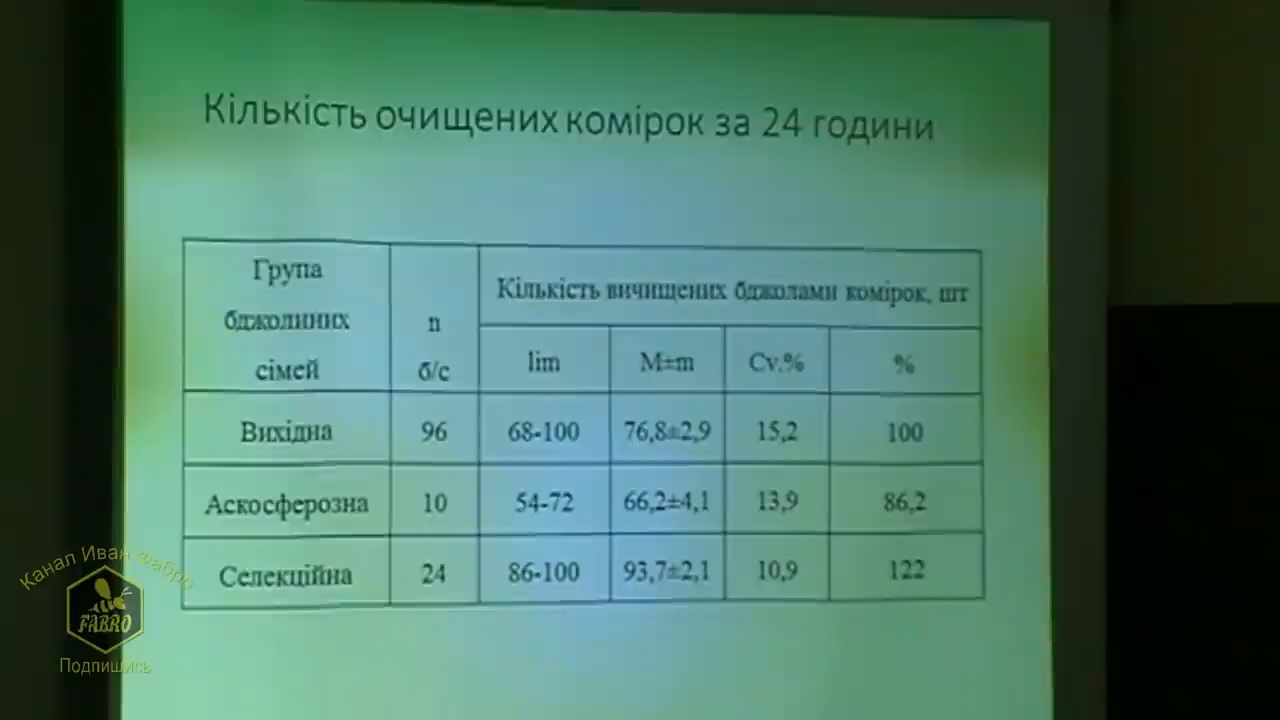 Кількість очищених комірок за 24 години
Група бджолиних сімей
n б/с
Кількість вичищених бджолами комірок, шт
lim M±m Cv.% %
Вихідна 96 68-100 76,8±2,9 15,2 100
Аскосферозна 10 54-72 66,2±4,1 13,9 86,2
Селекційна 24 86-100 93,7±2,1 10,9 122
Канал Иван Фабро
FABRO
Подпишись